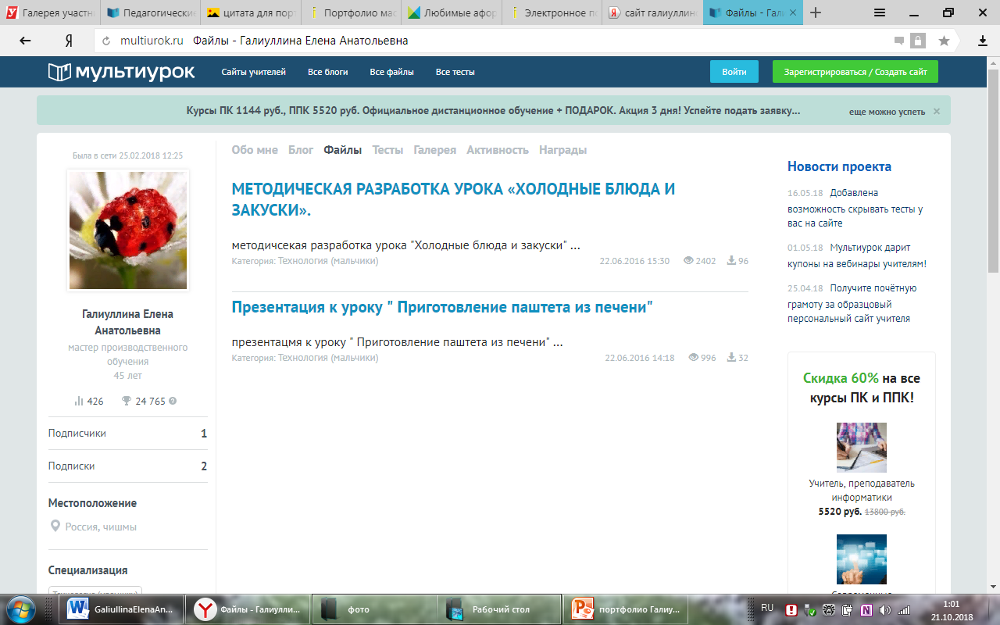 Галерея участни
Педагогические
цитата для порт
Портфолио мас
Любимые афор
Электронное по
сайт галиуллино
Файлы - Гали
multiurok.ru Файлы - Галиуллина Елена Анатольевна
мультиурок
Сайты учителей
Все блоги
Все файлы
Все тесты
Войти
Зарегистрироваться / Создать сайт
Курсы ПК 1144 руб., ППК 5520 руб. Официальное дистанционное обучение + ПОДАРОК. Акция 3 дня! Успейте подать заявку...
еще можно успеть
Была в сети 25.02.2018 12:25
Галиуллина Елена
Анатольевна
мастер производственного
обучения
45 лет
426
24 765
Подписчики 1
Подписки 2
Местоположение
Россия, чишмы
Специализация
Обо мне Блог Файлы Тесты Галерея Активность Награды
МЕТОДИЧЕСКАЯ РАЗРАБОТКА УРОКА «ХОЛОДНЫЕ БЛЮДА И
ЗАКУСКИ».
методичсекая разработка урока "Холодные блюда и закуски" ...
Категория: Технология (мальчики) 22.06.2016 15:30 2402 96
Презентация к уроку " Приготовление паштета из печени"
презентацмя к уроку " Приготовление паштета из печени" ...
Категория: Технология (мальчики) 22.06.2016 14:18 996 32
Новости проекта
16.05.18 Добавлена
возможность скрывать тесты у
вас на сайте
01.05.18 Мультиурок дарит
купоны на вебинары учителям!
25.04.18 Получите почётную
грамоту за образцовый
персональный сайт учителя
Скидка 60% на все
курсы ПК и ППК!
Учитель, преподаватель
информатики
5520 руб. 13800 руб.
GaliullinaElenaAn...
Файлы - Галиулли...
фото
Рабочий стол
портфолио Галиу...
RU
1:01
21.10.2018